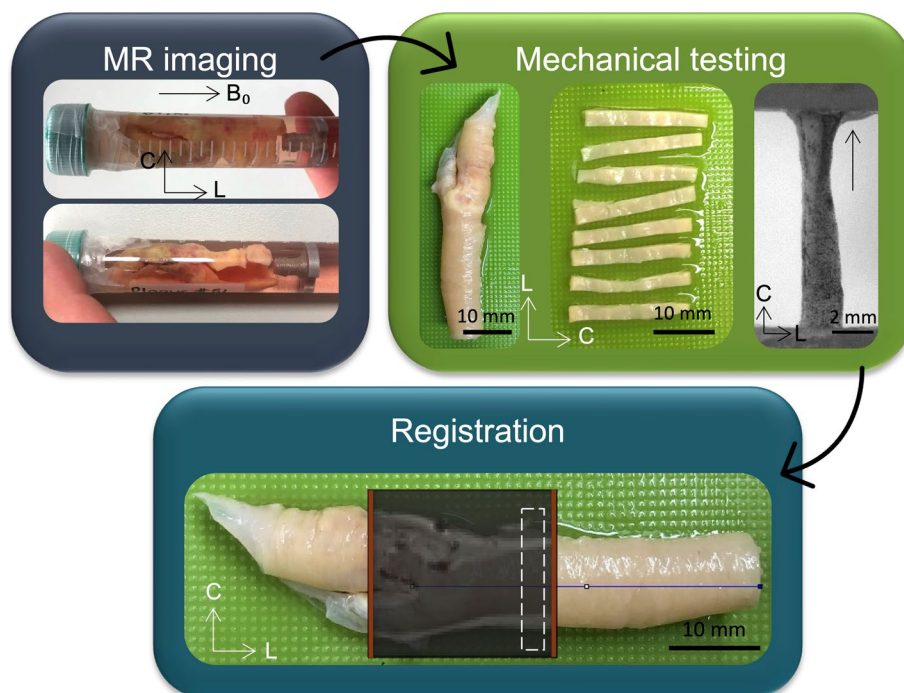 MR imaging
B₀
C
L
Mechanical testing
10 mm
L
C
10 mm
C
L
2 mm
Registration
C
L
10 mm